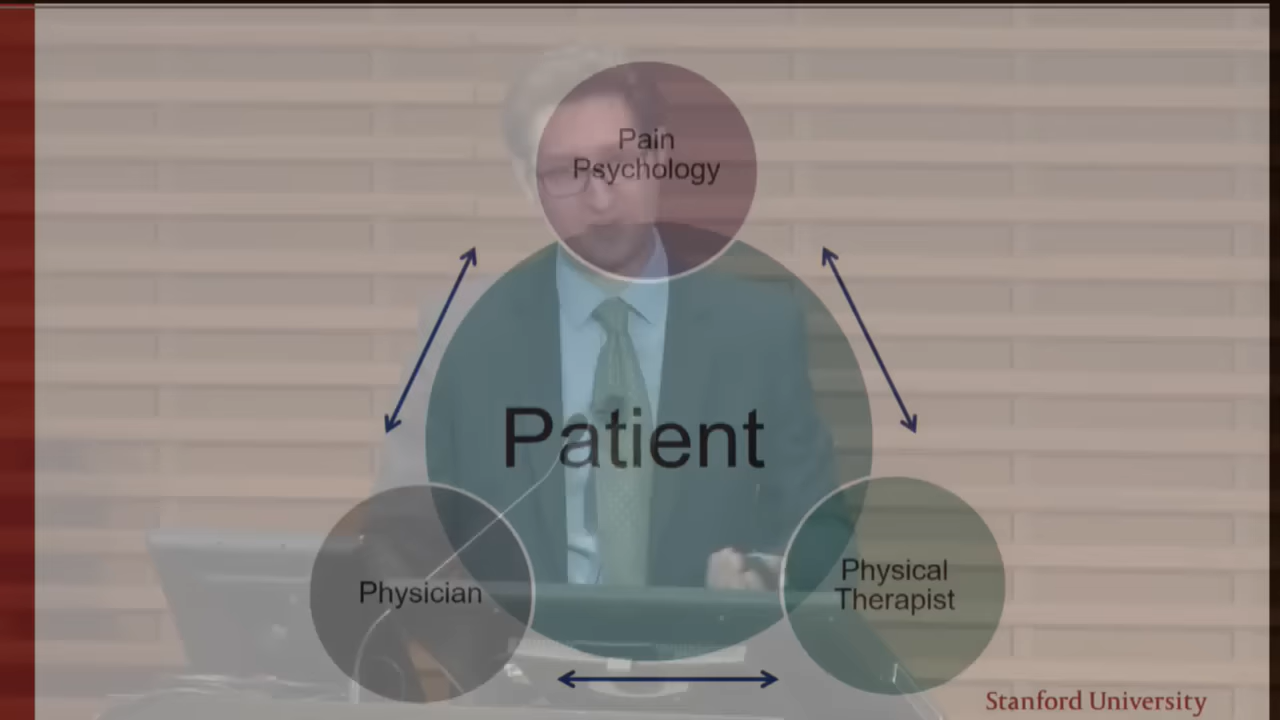 Pain
Psychology
Patient
Physician
Physical
Therapist
Stanford University